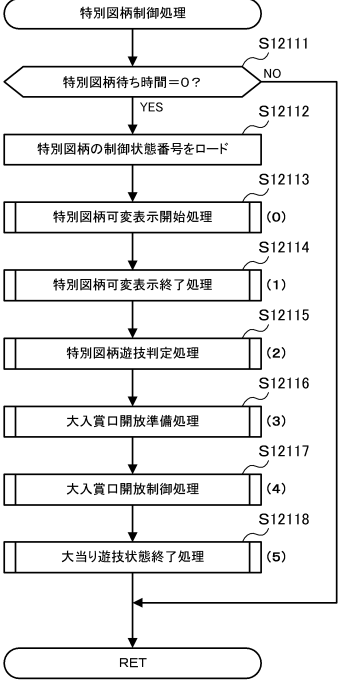 特別図柄制御処理
S12111
特別図柄待ち時間=0?
NO
YES
S12112
特別図柄の制御状態番号をロード
S12113
特別図柄可変表示開始処理
(0)
S12114
特別図柄可変表示終了処理
(1)
S12115
特別図柄遊技判定処理
(2)
S12116
大入賞口開放準備処理
(3)
S12117
大入賞口開放制御処理
(4)
S12118
大当り遊技状態終了処理
(5)
RET